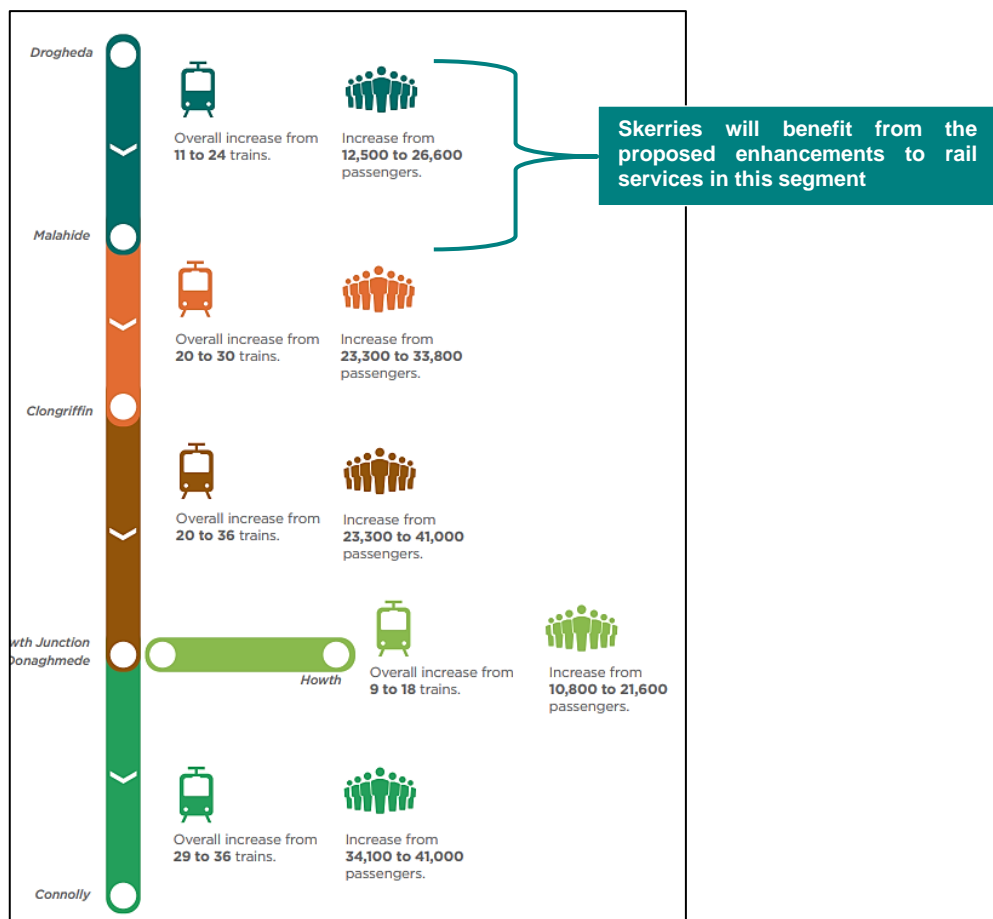 Drogheda
Overall increase from
11 to 24 trains.
Increase from
12,500 to 26,600
passengers.
Skerries will benefit from the
proposed enhancements to rail
services in this segment
Malahide
Overall increase from
20 to 30 trains.
Increase from
23,300 to 33,800
passengers.
Clongriffin
Overall increase from
20 to 36 trains.
Increase from
23,300 to 41,000
passengers.
wth Junction
Donaghmede
Howth
Overall increase from
9 to 18 trains.
Increase from
10,800 to 21,600
passengers.
Overall increase from
29 to 36 trains.
Increase from
34,100 to 41,000
passengers.
Connolly